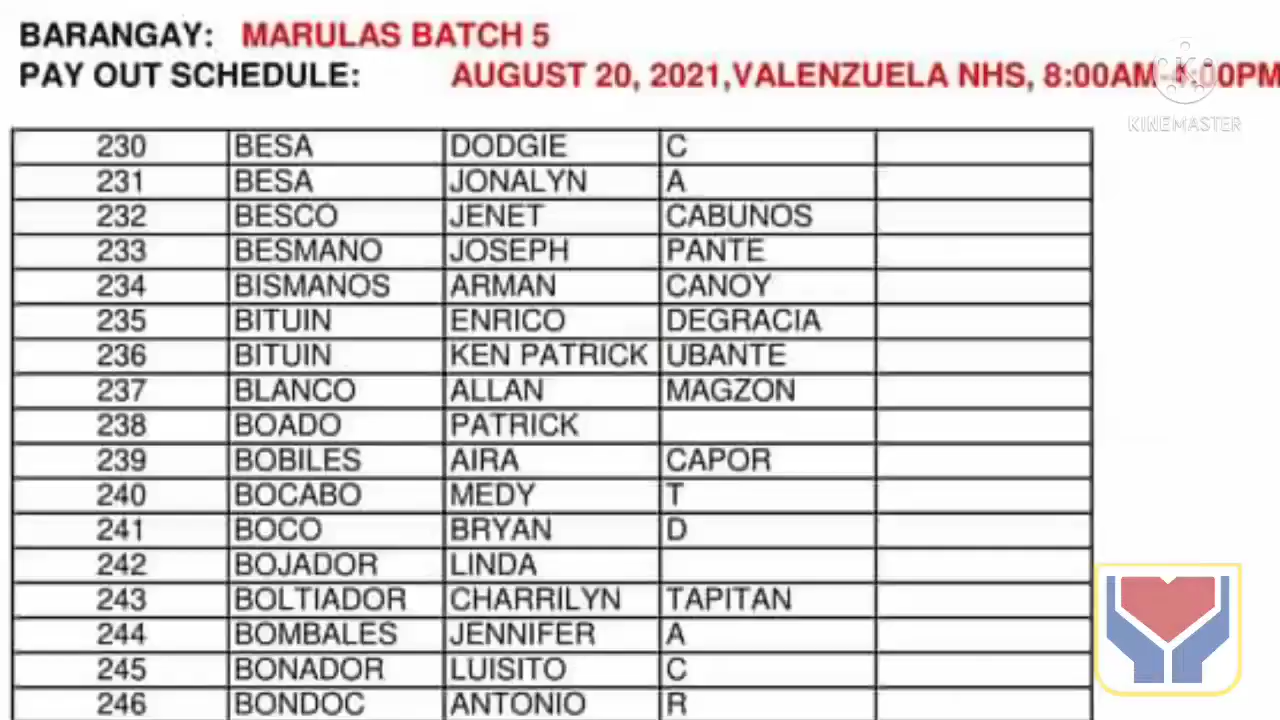 BARANGAY: MARULAS BATCH 5
PAY OUT SCHEDULE: AUGUST 20, 2021,VALENZUELA NHS, 8:00AM-4:00PM
KINEMASTER
230 BESA DODGIE C
231 BESA JONALYN A
232 BESCO JENET CABUNOS
233 BESMANO JOSEPH PANTE
234 BISMANOS ARMAN CANOY
235 BITUIN ENRICO DEGRACIA
236 BITUIN KEN PATRICK UBANTE
237 BLANCO ALLAN MAGZON
238 BOADO PATRICK
239 BOBILES AIRA CAPOR
240 BOCABO MEDY T
241 BOCO BRYAN D
242 BOJADOR LINDA
243 BOLTIADOR CHARRILYN TAPITAN
244 BOMBALES JENNIFER A
245 BONADOR LUISITO C
246 BONDOC ANTONIO R